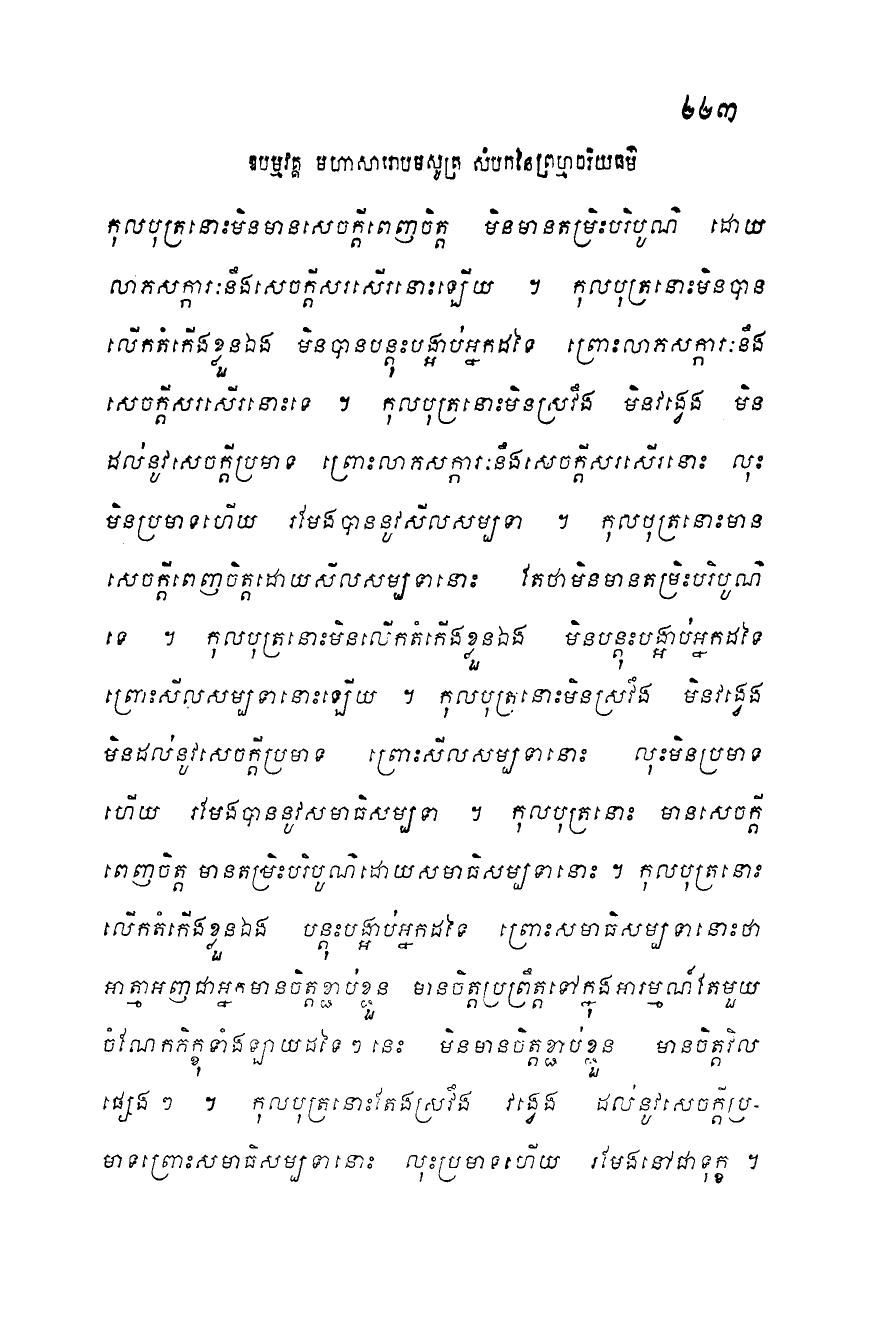 ២២៣
ឱបម្មវគ្គ មហាសារោបមសូត្រ សំបកនៃព្រហ្មចរិយធម៌
កុលបុត្រនោះមិនមានសេចក្តីពេញចិត្ត មិនមានតម្រិះបរិបូណ៌ ដោយ
លាភសក្ការៈនឹងសេចក្តីសរសើរនោះឡើយ ។ កុលបុត្រនោះមិនបាន
លើកតំកើងខ្លួនឯង មិនបានបន្តុះបង្អាប់អ្នកដទៃ ព្រោះលាភសក្ការៈនឹង
សេចក្តីសរសើរនោះទេ ។ កុលបុត្រនោះមិនស្រវឹង មិនវង្វេង មិន
ដល់នូវសេចក្តីប្រមាទ ព្រោះលាភសក្ការៈនឹងសេចក្តីសរសើរនោះ លុះ
មិនប្រមាទហើយ រមែងបាននូវសីលសម្បទា ។ កុលបុត្រនោះមាន
សេចក្តីពេញចិត្តដោយសីលសម្បទានោះ តែថាមិនមានតម្រិះបរិបូណ៌
ទេ ។ កុលបុត្រនោះមិនលើកតំកើងខ្លួនឯង មិនបន្តុះបង្អាប់អ្នកដទៃ
ព្រោះសីលសម្បទានោះឡើយ ។ កុលបុត្រនោះមិនស្រវឹង មិនវង្វេង
មិនដល់នូវសេចក្តីប្រមាទ ព្រោះសីលសម្បទានោះ លុះមិនប្រមាទ
ហើយ រមែងបាននូវសមាធិសម្បទា ។ កុលបុត្រនោះ មានសេចក្តី
ពេញចិត្ត មានតម្រិះបរិបូណ៌ដោយសមាធិសម្បទានោះ ។ កុលបុត្រនោះ
លើកតំកើងខ្លួនឯង បន្តុះបង្អាប់អ្នកដទៃ ព្រោះសមាធិសម្បទានោះថា
អាត្មាអញជាអ្នកមានចិត្តខ្ជាប់ខ្ជួន មានចិត្តប្រព្រឹត្តទៅក្នុងអារម្មណ៍តែមួយ
ចំណែកភិក្ខុទាំងឡាយដទៃ ៗ នេះ មិនមានចិត្តខ្ជាប់ខ្ជួន មានចិត្តវិល
ផ្សេង ៗ ។ កុលបុត្រនោះតែងស្រវឹង វង្វេង ដល់នូវសេចក្តីប្រ-
មាទព្រោះសមាធិសម្បទានោះ លុះប្រមាទហើយ រមែងនៅជាទុក្ខ ។